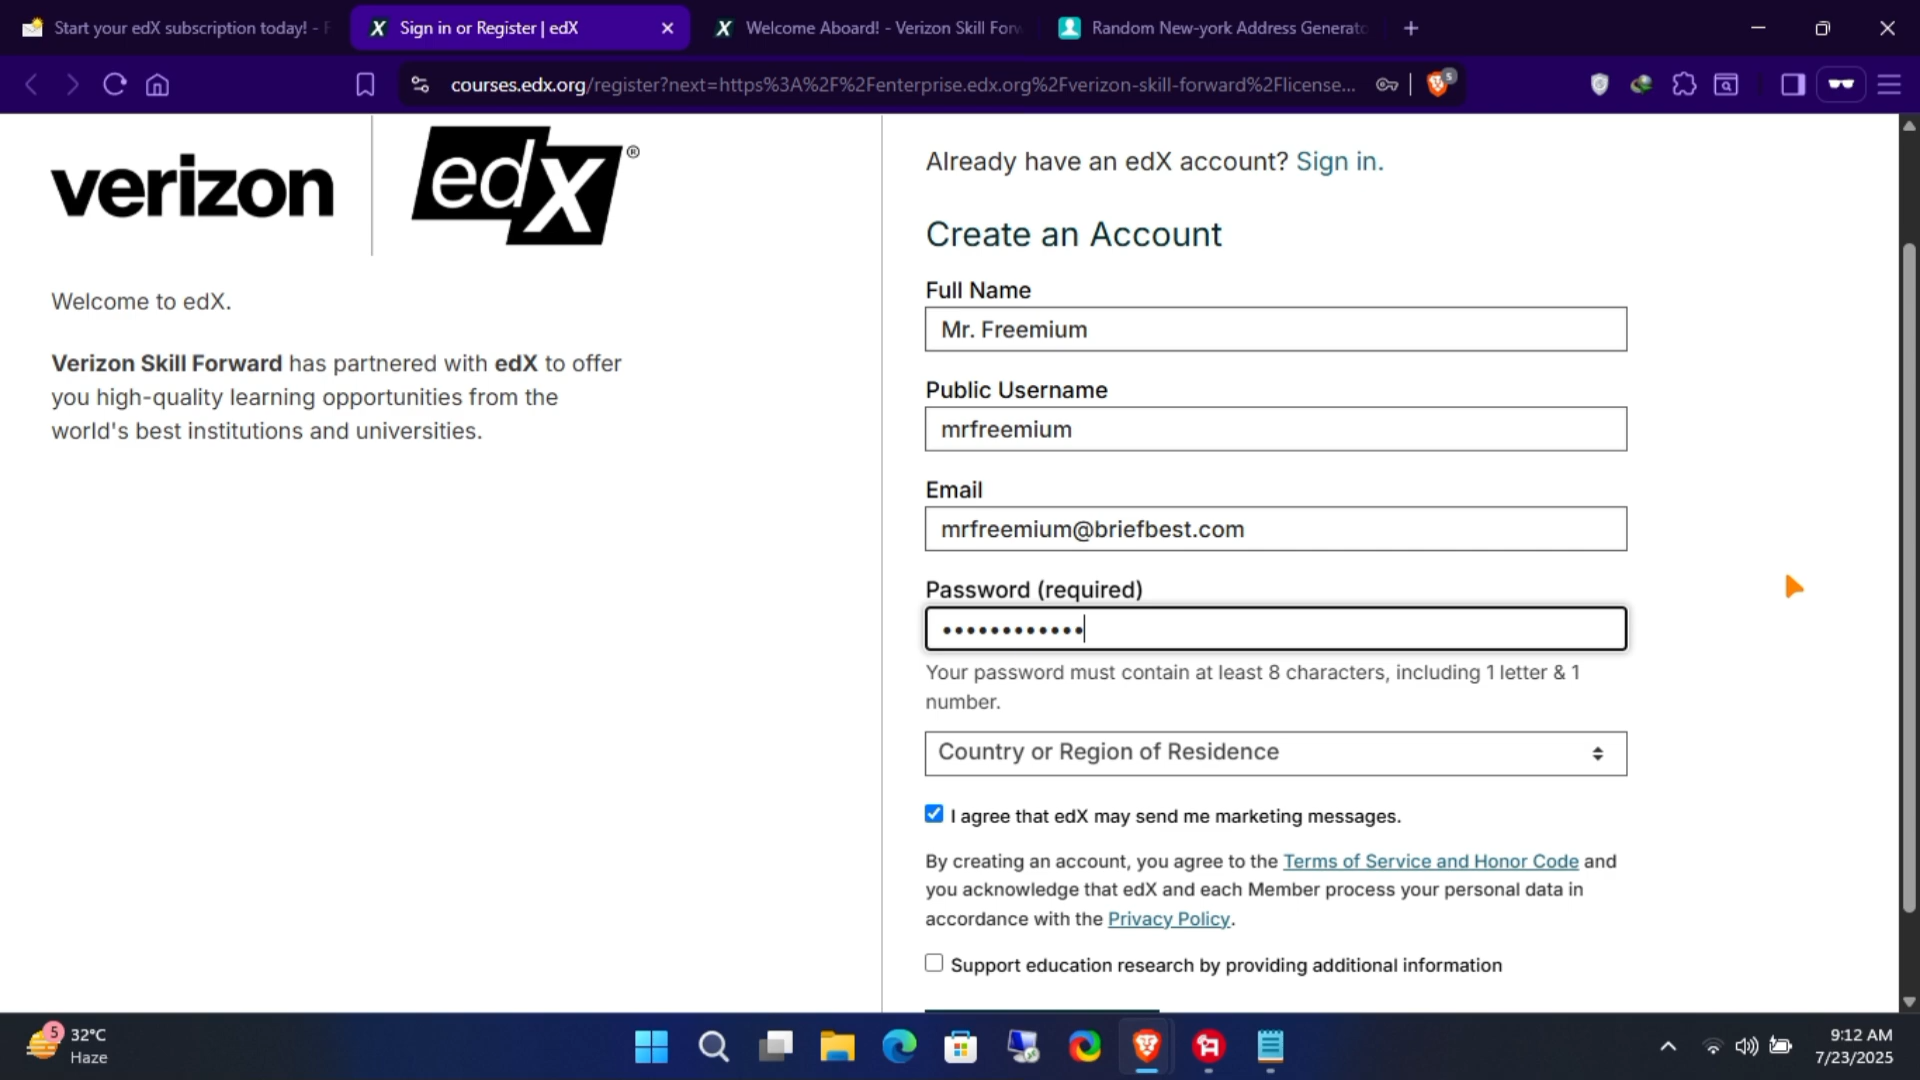 Start your edX subscription today! - F
Sign in or Register | edX
Welcome Aboard! - Verizon Skill Forw
Random New-york Address Generato
courses.edx.org/register?next=https%3A%2F%2Fenterprise.edx.org%2Fverizon-skill-forward%2Flicense...
5
verizon
edX®
Welcome to edX.
Verizon Skill Forward has partnered with edX to offer
you high-quality learning opportunities from the
world's best institutions and universities.
Already have an edX account? Sign in.
Create an Account
Full Name
Mr. Freemium
Public Username
mrfreemium
Email
mrfreemium@briefbest.com
Password (required)
••••••••••••
Your password must contain at least 8 characters, including 1 letter & 1
number.
Country or Region of Residence
I agree that edX may send me marketing messages.
By creating an account, you agree to the Terms of Service and Honor Code and
you acknowledge that edX and each Member process your personal data in
accordance with the Privacy Policy.
Support education research by providing additional information
5
32°C
Haze
9:12 AM
7/23/2025